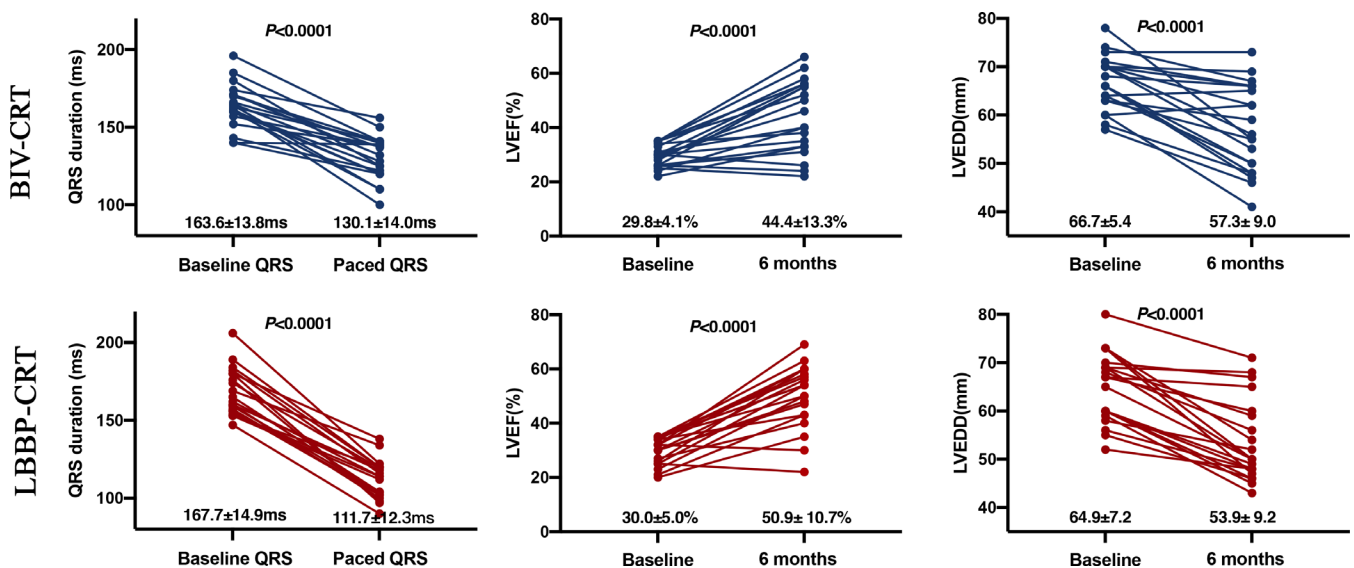 BIV-CRT
QRS duration (ms)
200
150
100
P<0.0001
163.6±13.8ms
130.1±14.0ms
Baseline QRS
Paced QRS
LVEF(%)
80
60
40
20
0
P<0.0001
29.8±4.1%
44.4±13.3%
Baseline
6 months
LVEDD(mm)
80
70
60
50
40
P<0.0001
66.7±5.4
57.3± 9.0
Baseline
6 months
LBBP-CRT
QRS duration (ms)
200
150
100
P<0.0001
167.7±14.9ms
111.7±12.3ms
Baseline QRS
Paced QRS
LVEF(%)
80
60
40
20
0
P<0.0001
30.0±5.0%
50.9± 10.7%
Baseline
6 months
LVEDD(mm)
80
70
60
50
40
P<0.0001
64.9±7.2
53.9± 9.2
Baseline
6 months